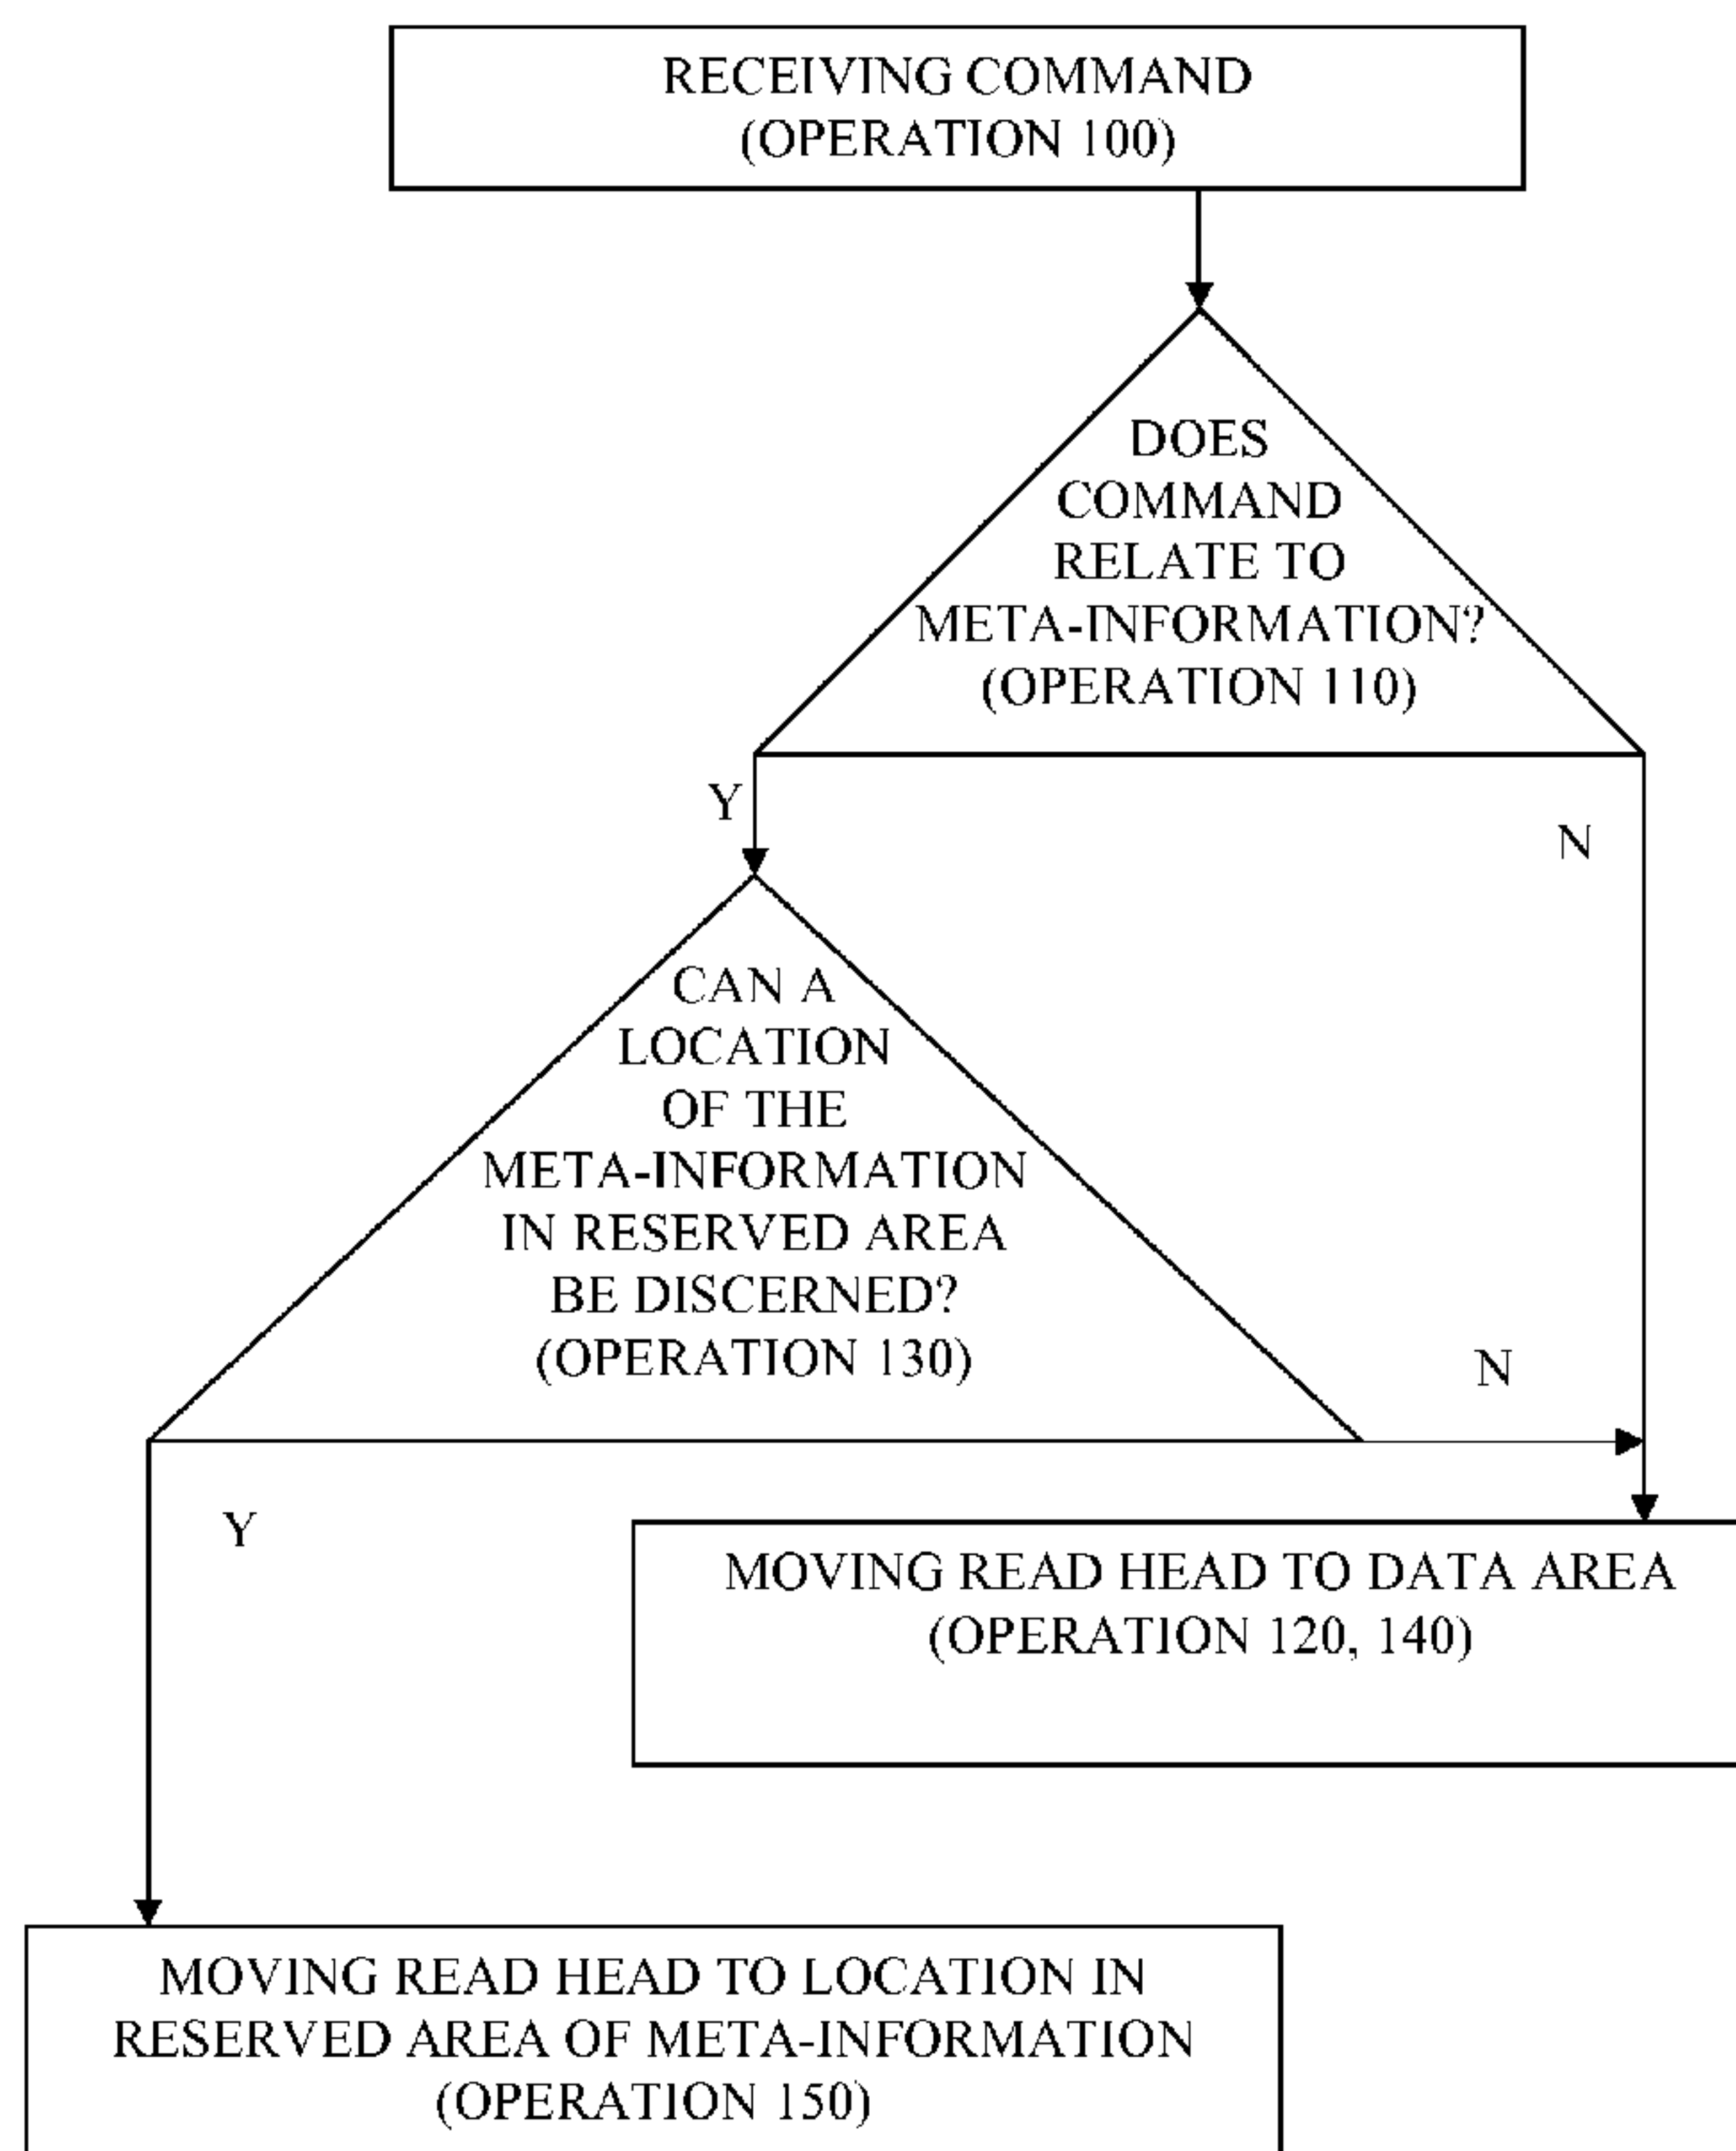 RECEIVING COMMAND
(OPERATION 100)
DOES
COMMAND
RELATE TO
META-INFORMATION?
(OPERATION 110)
Y
N
CAN A
LOCATION
OF THE
META-INFORMATION
IN RESERVED AREA
BE DISCERNED?
(OPERATION 130)
N
Y
MOVING READ HEAD TO DATA AREA
(OPERATION 120, 140)
MOVING READ HEAD TO LOCATION IN
RESERVED AREA OF META-INFORMATION
(OPERATION 150)